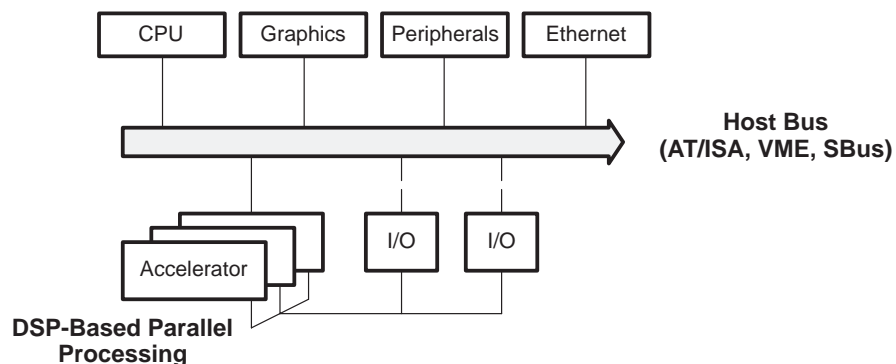 CPU
Graphics
Peripherals
Ethernet
Host Bus
(AT/ISA, VME, SBus)
Accelerator
I/O
I/O
DSP-Based Parallel
Processing